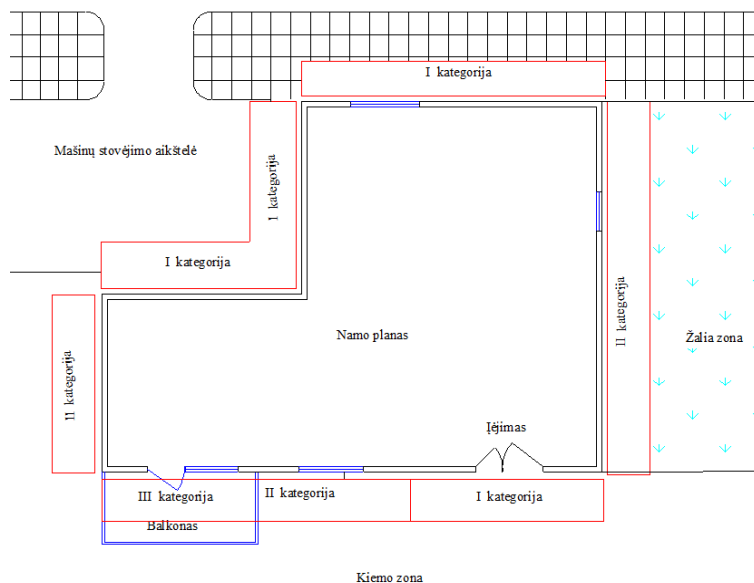 I kategorija
Mašinų stovėjimo aikštelė
I kategorija
I kategorija
II kategorija
Namo planas
Žalia zona
II kategorija
Įėjimas
III kategorija
II kategorija
I kategorija
Balkonas
Kiemo zona